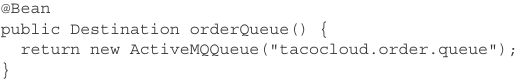 @Bean
public Destination orderQueue() {
  return new ActiveMQQueue("tacocloud.order.queue");
}